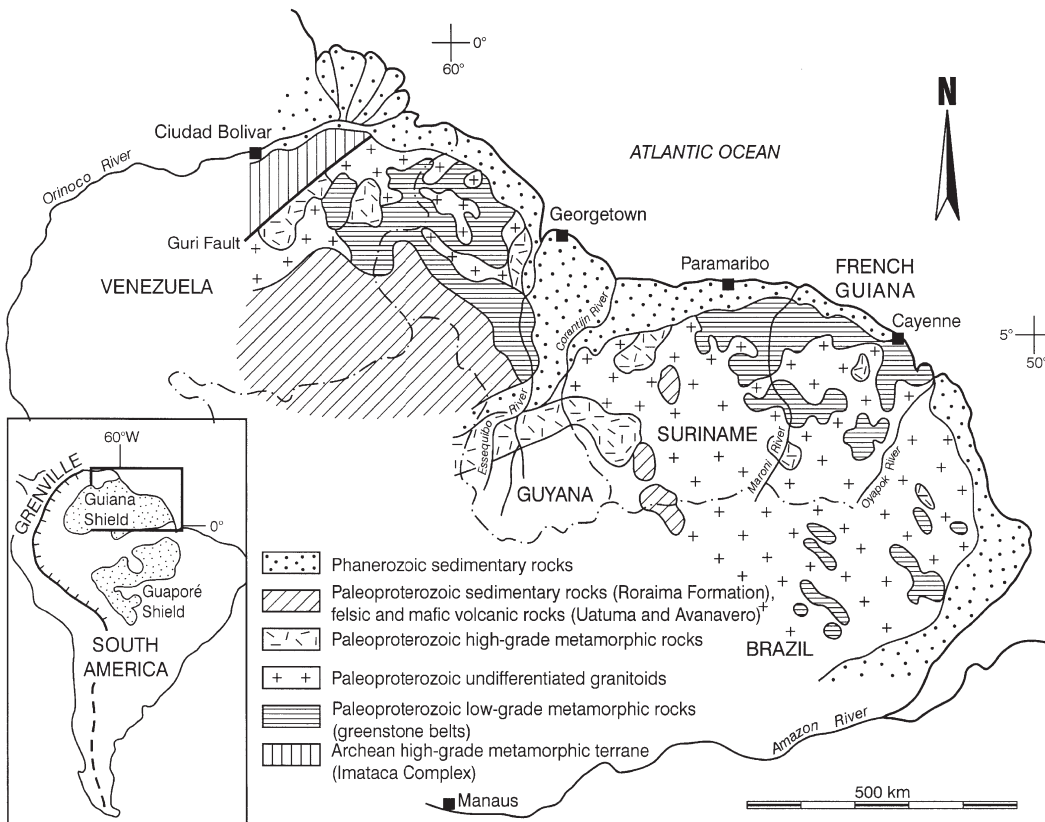 0°
60°
N
Ciudad Bolivar
ATLANTIC OCEAN
Orinoco River
Georgetown
Guri Fault
VENEZUELA
Paramaribo
FRENCH
GUIANA
Corantijn River
Cayenne
5°
50°
Essequibo River
SURINAME
Maroni River
Oyapok River
GUYANA
60°W
GRENVILLE
Guiana
Shield
0°
Guaporé
Shield
SOUTH
AMERICA
Phanerozoic sedimentary rocks
Paleoproterozoic sedimentary rocks (Roraima Formation),
felsic and mafic volcanic rocks (Uatuma and Avanavero)
Paleoproterozoic high-grade metamorphic rocks
Paleoproterozoic undifferentiated granitoids
Paleoproterozoic low-grade metamorphic rocks
(greenstone belts)
Archean high-grade metamorphic terrane
(Imataca Complex)
BRAZIL
Amazon River
Manaus
500 km